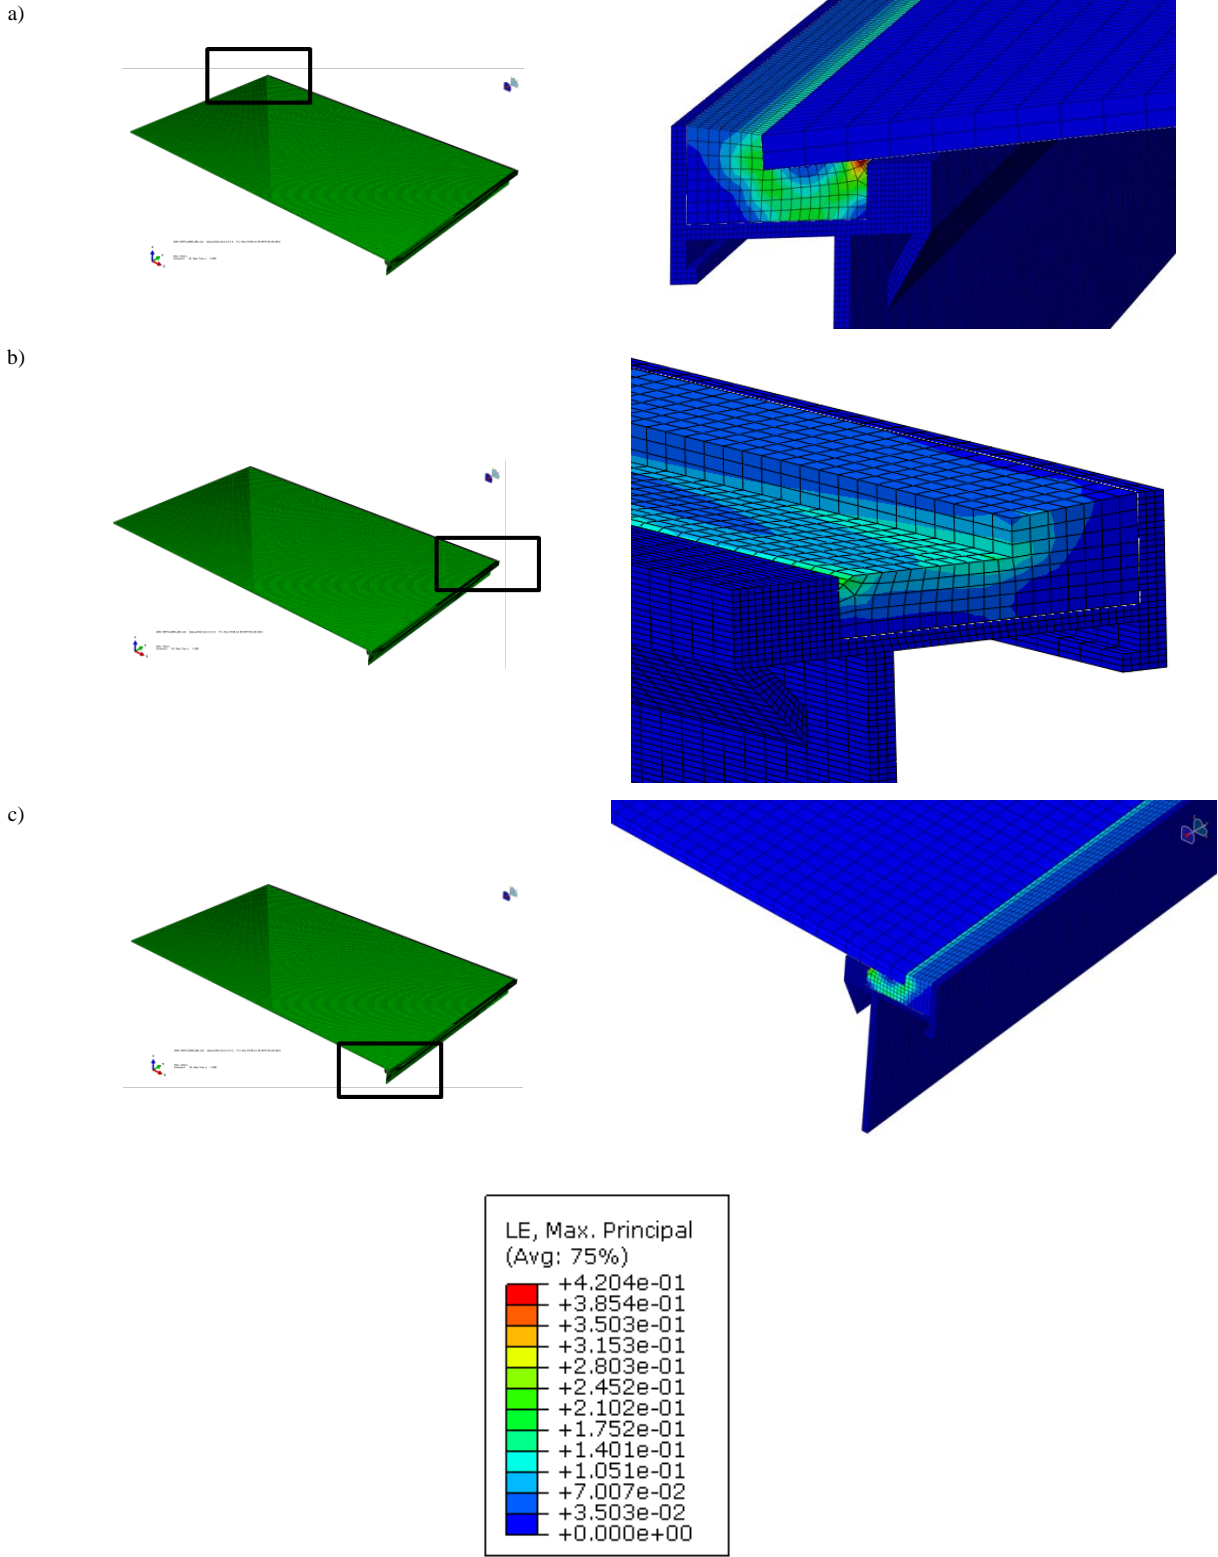 a)
b)
c)
LE, Max. Principal
(Avg: 75%)
+4.204e-01
+3.854e-01
+3.503e-01
+3.153e-01
+2.803e-01
+2.452e-01
+2.102e-01
+1.752e-01
+1.401e-01
+1.051e-01
+7.007e-02
+3.503e-02
+0.000e+00